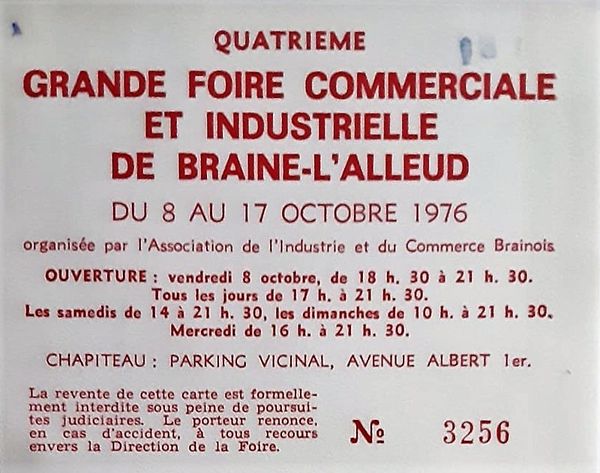 QUATRIEME
GRANDE FOIRE COMMERCIALE
ET INDUSTRIELLE
DE BRAINE-L'ALLEUD
DU 8 AU 17 OCTOBRE 1976
organisée par l'Association de l'Industrie et du Commerce Brainois
OUVERTURE : vendredi 8 octobre, de 18 h. 30 à 21 h. 30.
Tous les jours de 17 h. à 21 h. 30.
Les samedis de 14 à 21 h. 30, les dimanches de 10 h. à 21 h. 30.
Mercredi de 16 h. à 21 h. 30.
CHAPITEAU : PARKING VICINAL, AVENUE ALBERT 1er.
La revente de cette carte est formelle-
ment interdite sous peine de poursui-
tes judiciaires. Le porteur renonce,
en cas d'accident, à tous recours
envers la Direction de la Foire.
№ 3256